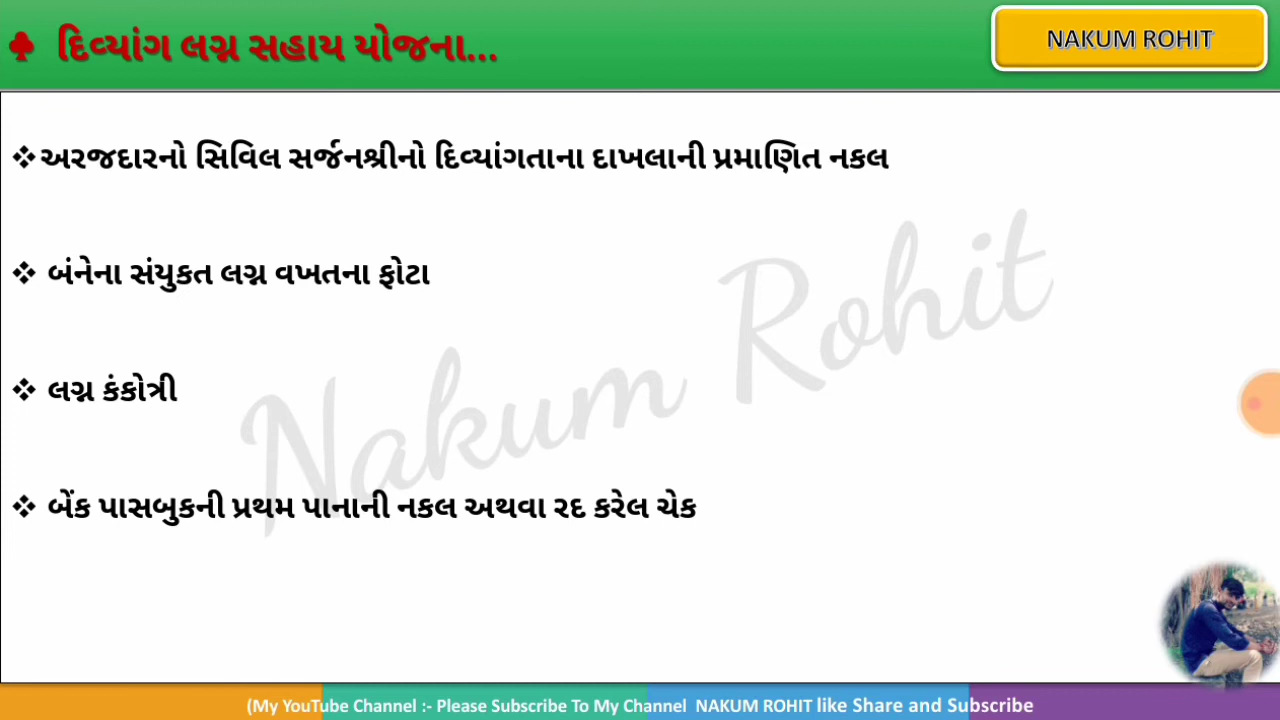 ♣ દિવ્યાંગ લગ્ન સહાય યોજના...
NAKUM ROHIT
❖અરજદારનો સિવિલ સર્જનશ્રીનો દિવ્યાંગતાના દાખલાની પ્રમાણિત નકલ
❖ બંનેના સંયુકત લગ્ન વખતના ફોટા
❖ લગ્ન કંકોત્રી
❖ બેંક પાસબુકની પ્રથમ પાનાની નકલ અથવા રદ કરેલ ચેક
Nakum Rohit
(My YouTube Channel :- Please Subscribe To My Channel NAKUM ROHIT like Share and Subscribe